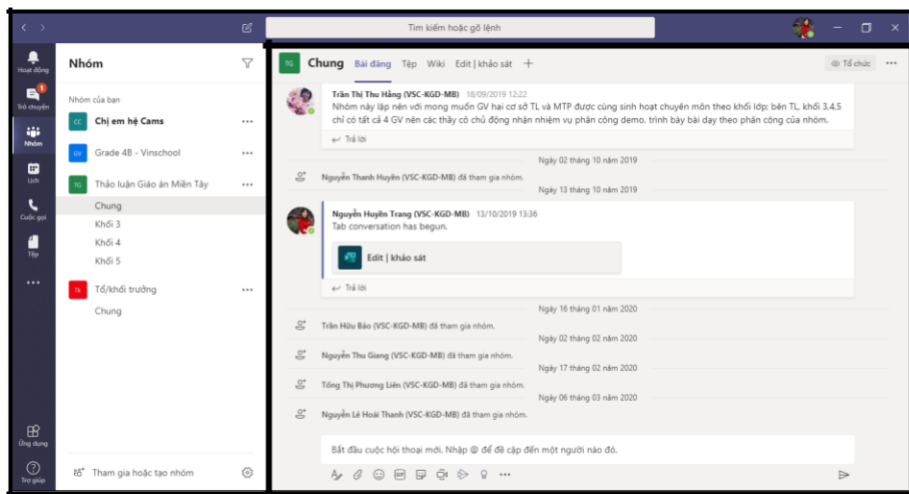 Tìm kiếm hoặc gõ lệnh
Hoạt động
Trò chuyện
1
Nhóm
Lịch
Cuộc gọi
Tệp
Ứng dụng
Trợ giúp
Nhóm
Nhóm của bạn
CC Chị em hệ Cams
GV Grade 4B - Vinschool
TG Thảo luận Giáo án Miền Tây
Chung
Khối 3
Khối 4
Khối 5
Tk Tổ/khối trưởng
Chung
Tham gia hoặc tạo nhóm
TG Chung Bài đăng Tệp Wiki Edit | khảo sát
Tổ chức
Trần Thị Thu Hằng (VSC-KGD-MB) 18/09/2019 12:22
Nhóm này lập nên với mong muốn GV hai cơ sở TL và MTP được cùng sinh hoạt chuyên môn theo khối lớp; bên TL, khối 3,4,5
chỉ có tất cả 4 GV nên các thầy cô chủ động nhận nhiệm vụ phân công demo, trình bày bài dạy theo phân công của nhóm.
Trả lời
Ngày 02 tháng 10 năm 2019
Nguyễn Thanh Huyền (VSC-KGD-MB) đã tham gia nhóm.
Ngày 13 tháng 10 năm 2019
Nguyễn Huyền Trang (VSC-KGD-MB) 13/10/2019 13:36
Tab conversation has begun.
Edit | khảo sát
Trả lời
Ngày 16 tháng 01 năm 2020
Trần Hữu Bảo (VSC-KGD-MB) đã tham gia nhóm.
Ngày 02 tháng 02 năm 2020
Nguyễn Thu Giang (VSC-KGD-MB) đã tham gia nhóm.
Ngày 17 tháng 02 năm 2020
Tống Thị Phương Liên (VSC-KGD-MB) đã tham gia nhóm.
Ngày 06 tháng 03 năm 2020
Nguyễn Lê Hoài Thanh (VSC-KGD-MB) đã tham gia nhóm.
Bắt đầu cuộc hội thoại mới. Nhập @ để đề cập đến một người nào đó.
GIF